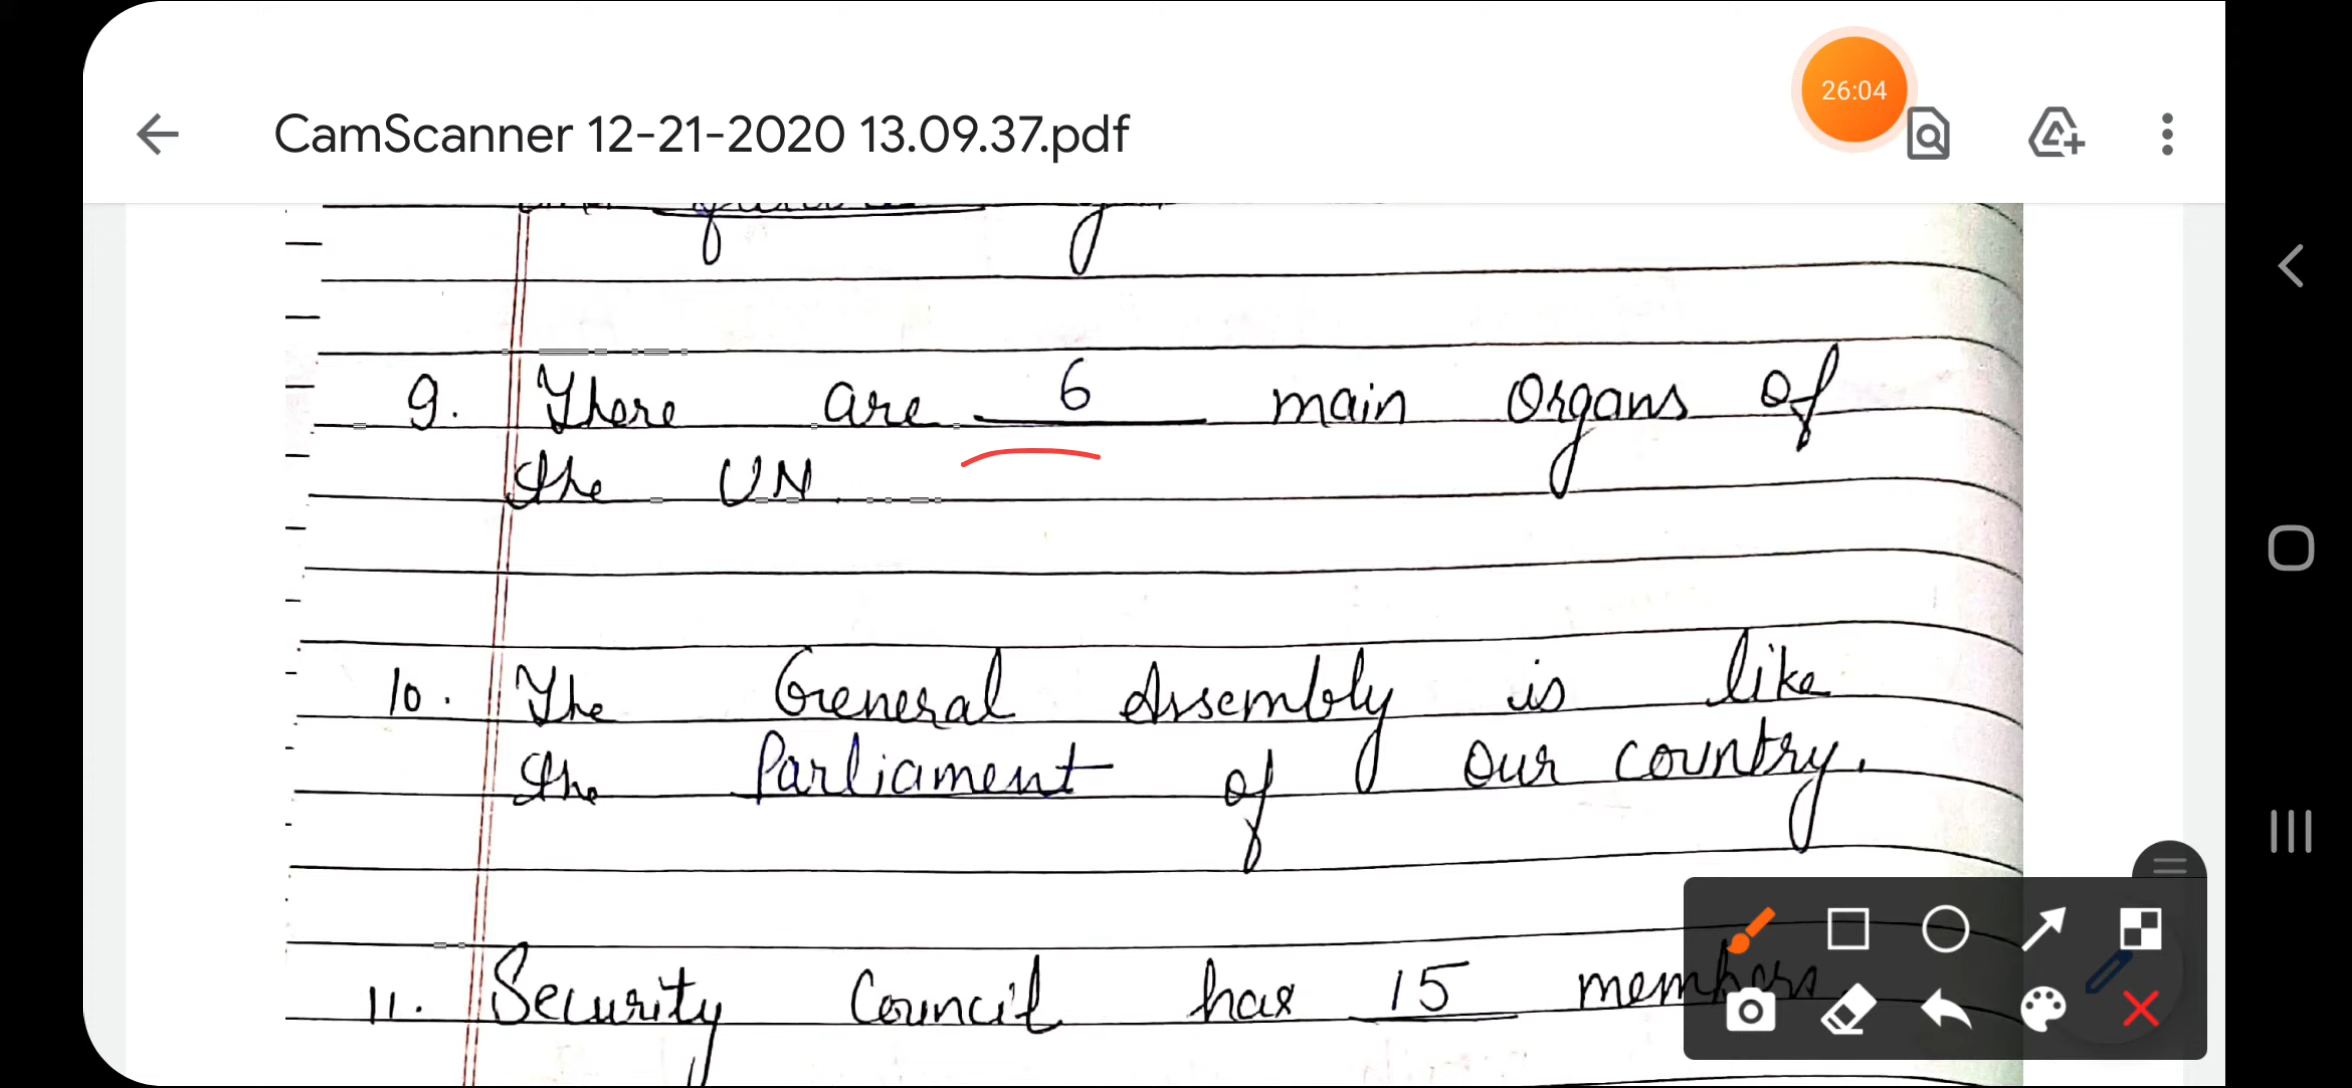 26:04
CamScanner 12-21-2020 13.09.37.pdf
9. There are 6 main Organs of
the UN.
10. The General Assembly is like
the Parliament of our country.
11. Security Council has 15 members